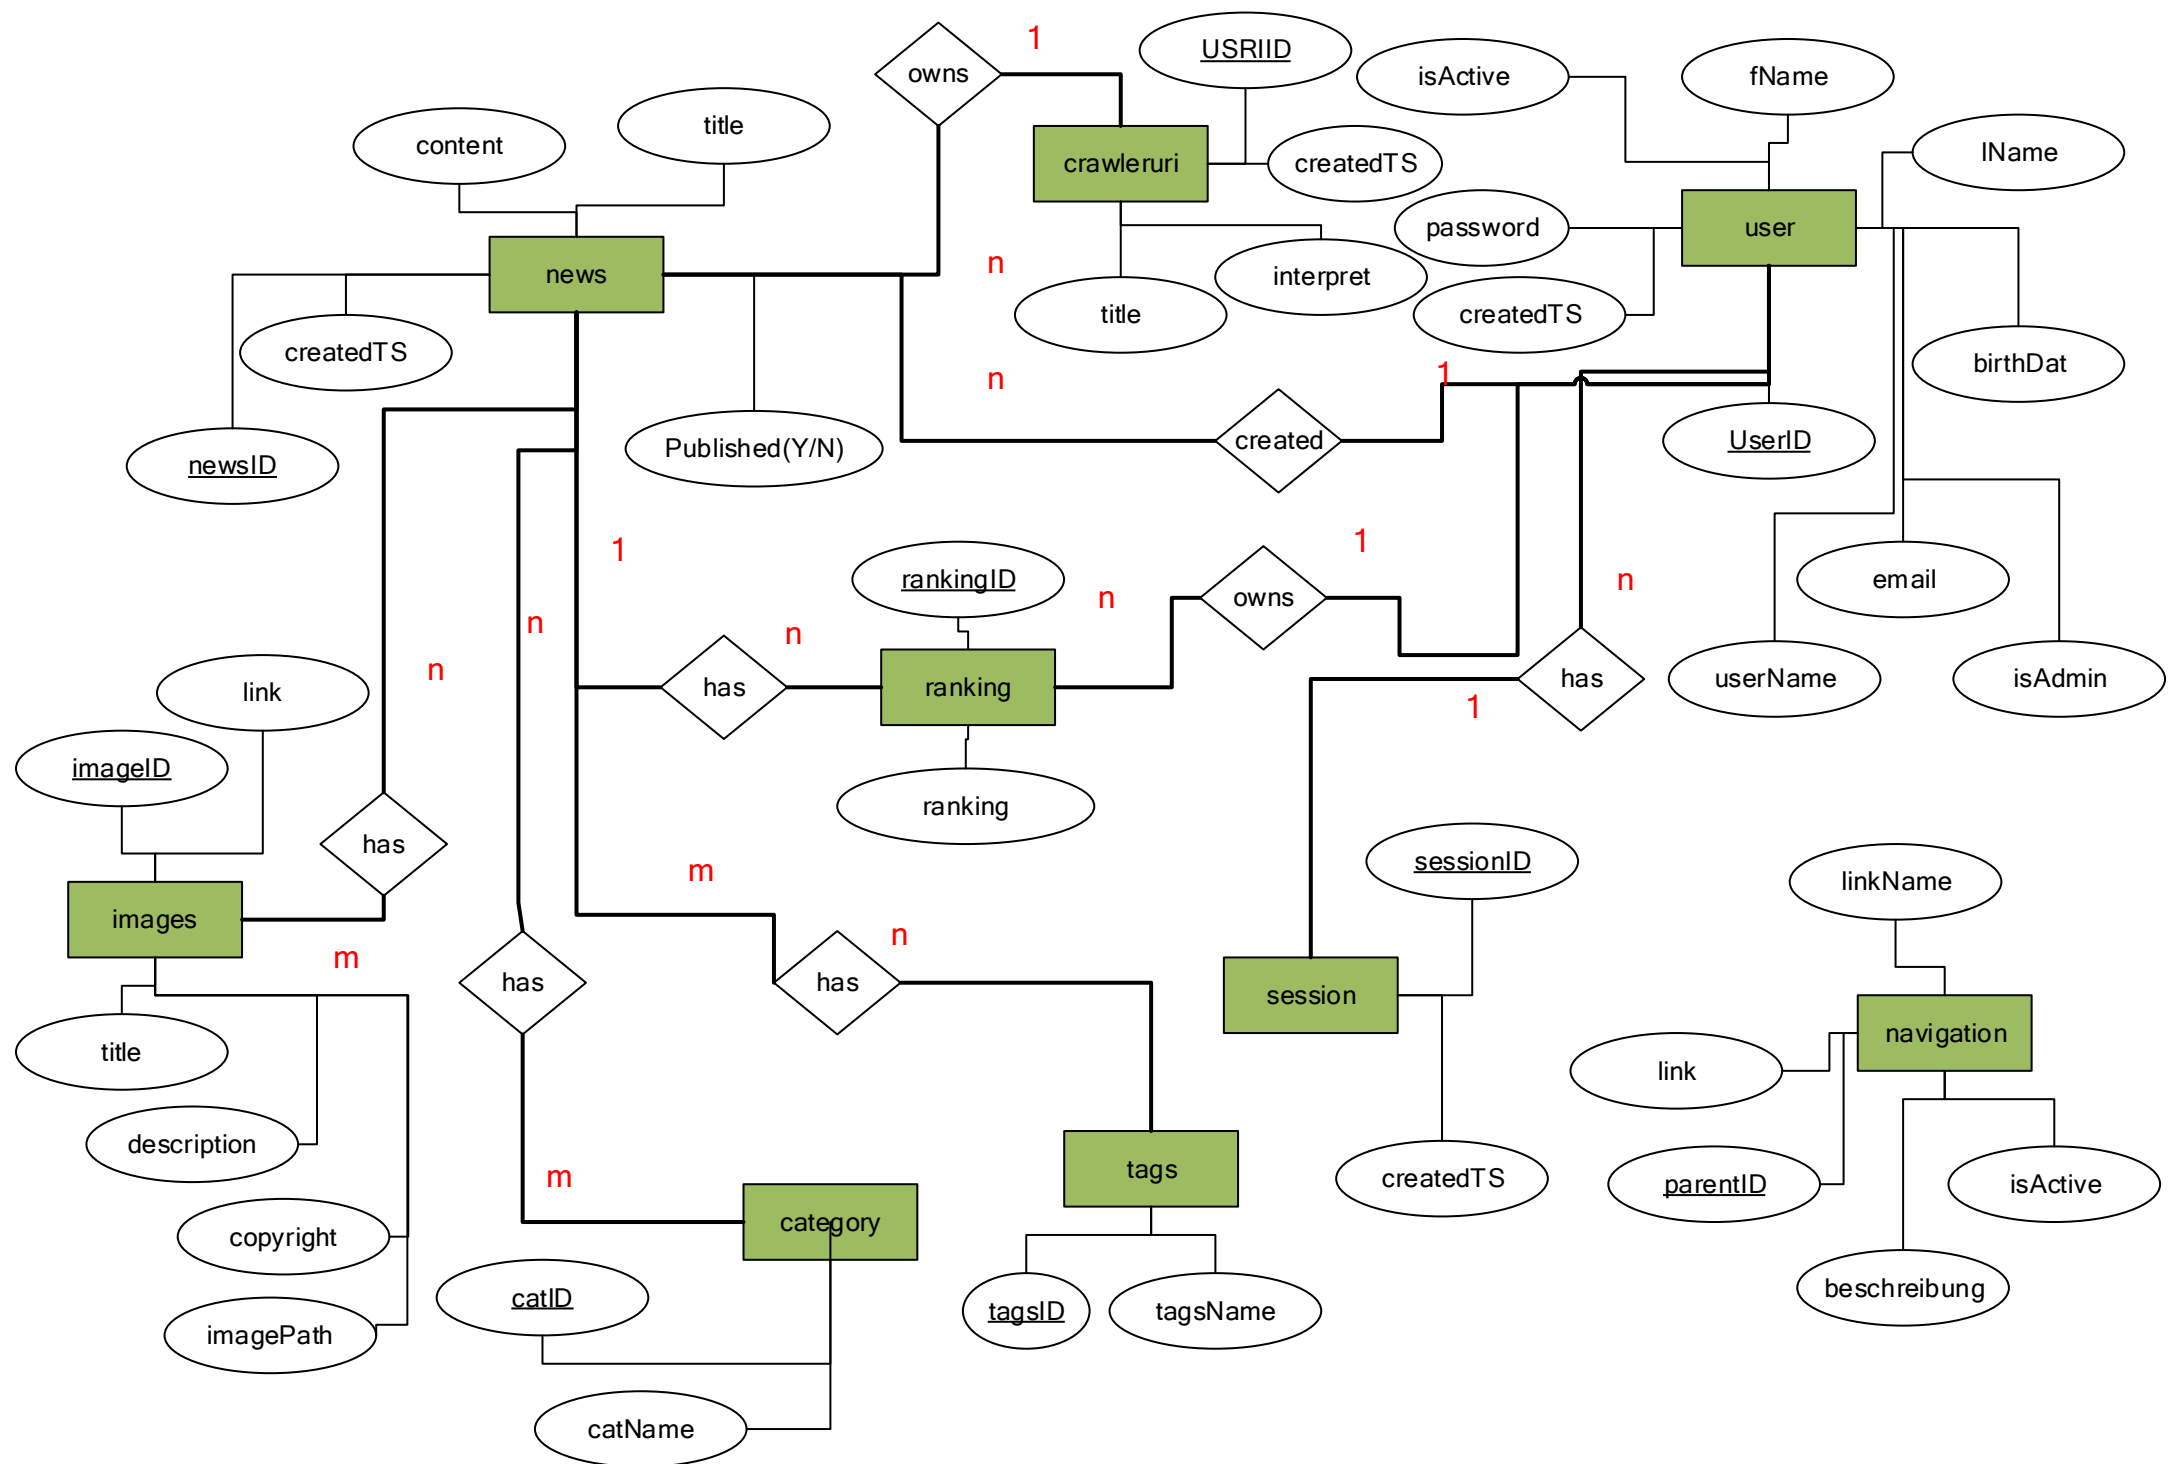 1
USRIID
owns
isActive
fName
title
content
lName
crawleruri
createdTS
password
user
n
news
interpret
title
createdTS
createdTS
birthDat
n
1
created
UserID
Published(Y/N)
newsID
1
1
rankingID
n
email
n
owns
n
n
n
link
has
ranking
has
userName
isAdmin
1
imageID
ranking
has
sessionID
m
linkName
images
n
m
has
has
session
navigation
title
link
description
m
tags
createdTS
parentID
isActive
copyright
category
beschreibung
catID
tagsID
tagsName
imagePath
catName